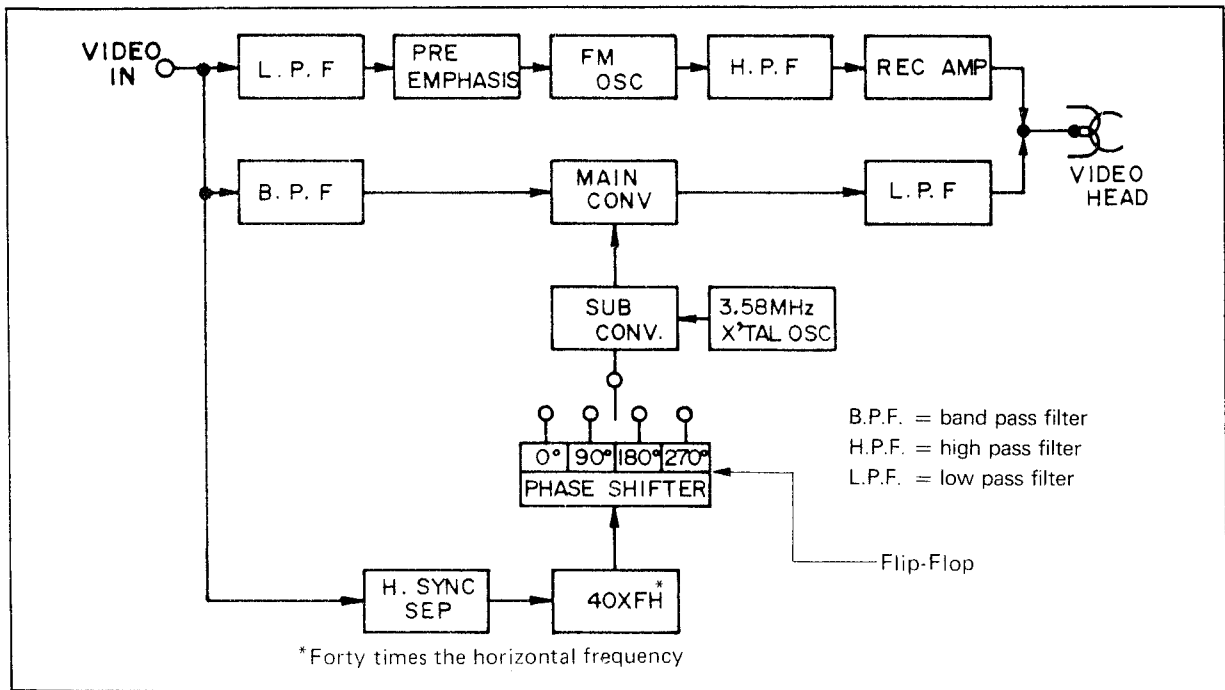 VIDEO
IN
L.P.F
PRE
EMPHASIS
FM
OSC
H.P.F
REC AMP
B.P.F
MAIN
CONV
L.P.F
VIDEO
HEAD
SUB
CONV.
3.58MHz
X'TAL OSC
0° 90° 180° 270°
PHASE SHIFTER
B.P.F. = band pass filter
H.P.F. = high pass filter
L.P.F. = low pass filter
Flip-Flop
H. SYNC
SEP
40XFH*
*Forty times the horizontal frequency